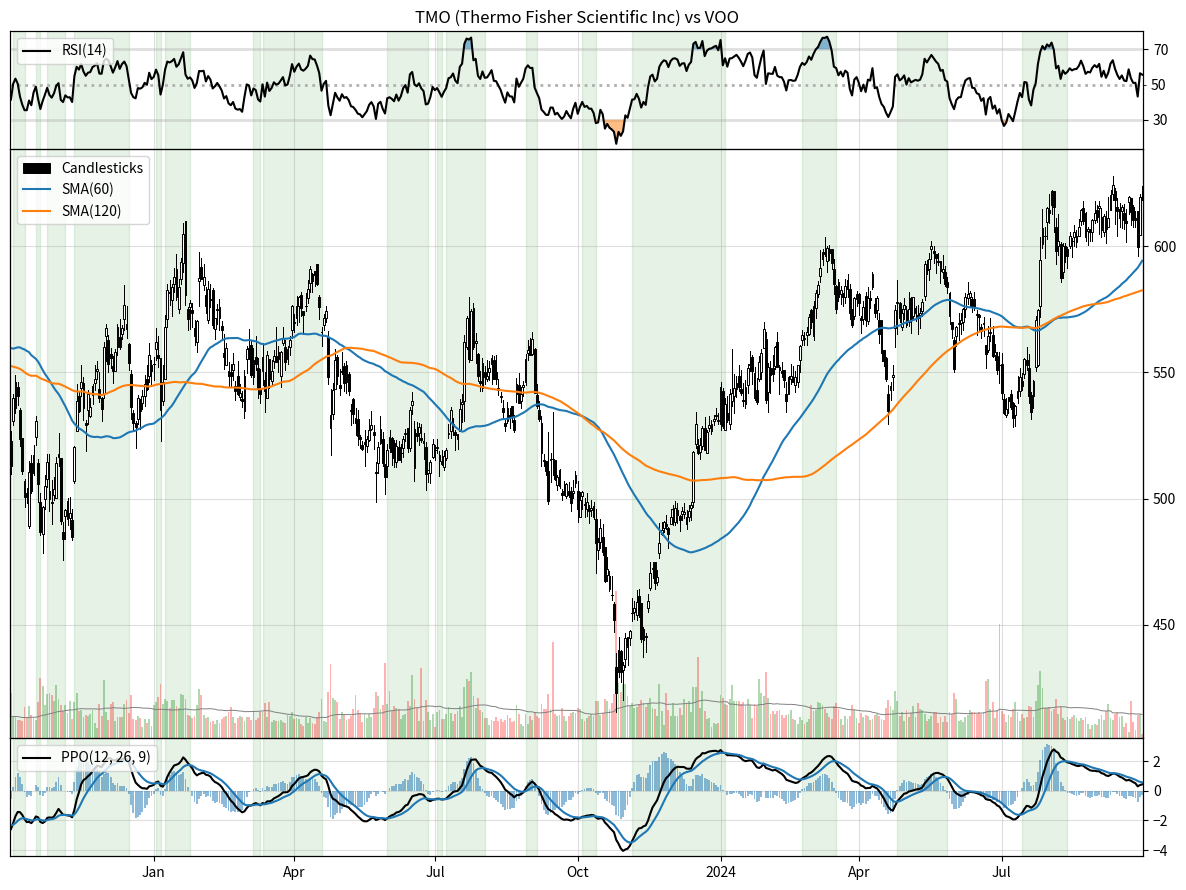 TMO (Thermo Fisher Scientific Inc) vs VOO
RSI(14)
70
50
30
Candlesticks
SMA(60)
SMA(120)
600
550
500
450
PPO(12, 26, 9)
2
0
−2
−4
Jan
Apr
Jul
Oct
2024
Apr
Jul